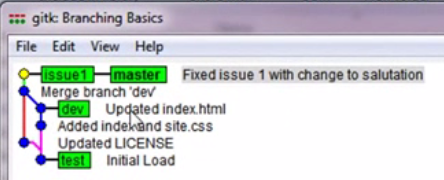 gitk: Branching Basics
File Edit View Help
issue1 master Fixed issue 1 with change to salutation
Merge branch 'dev'
dev Updated index.html
Added index and site.css
Updated LICENSE
test Initial Load